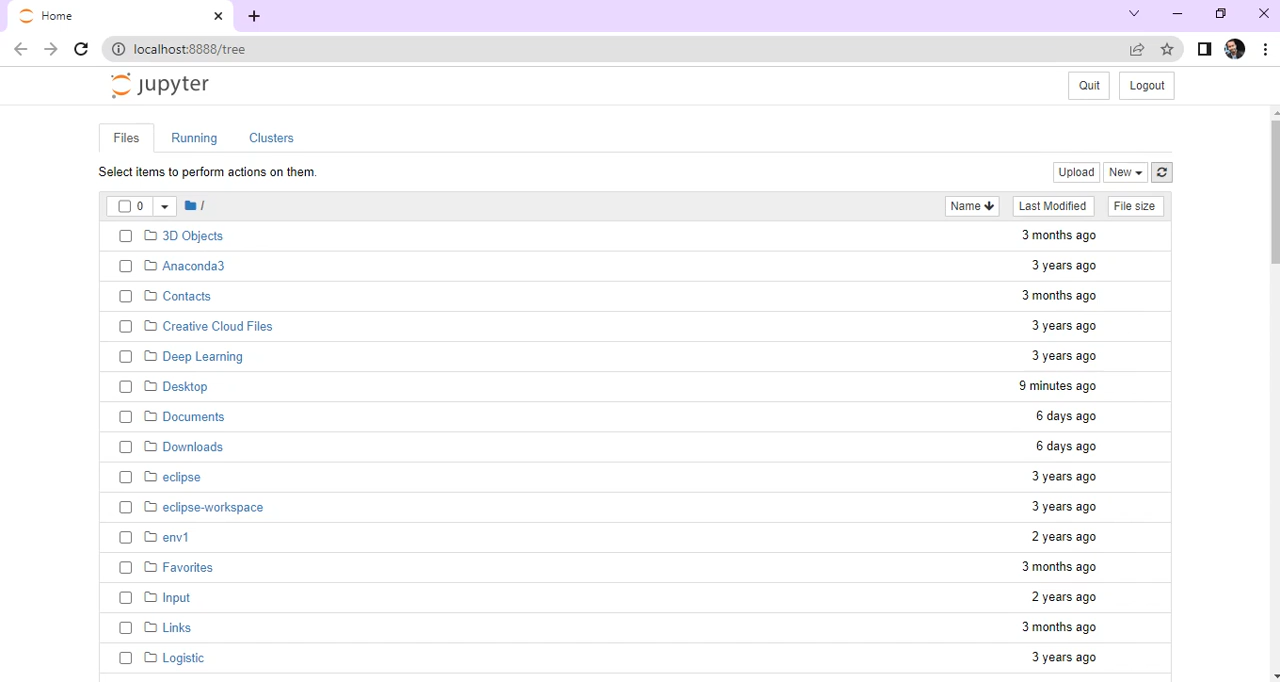 Home
localhost:8888/tree
jupyter
Quit Logout
Files Running Clusters
Select items to perform actions on them.
Upload New
0 / Name Last Modified File size
3D Objects 3 months ago
Anaconda3 3 years ago
Contacts 3 months ago
Creative Cloud Files 3 years ago
Deep Learning 3 years ago
Desktop 9 minutes ago
Documents 6 days ago
Downloads 6 days ago
eclipse 3 years ago
eclipse-workspace 3 years ago
env1 2 years ago
Favorites 3 months ago
Input 2 years ago
Links 3 months ago
Logistic 3 years ago